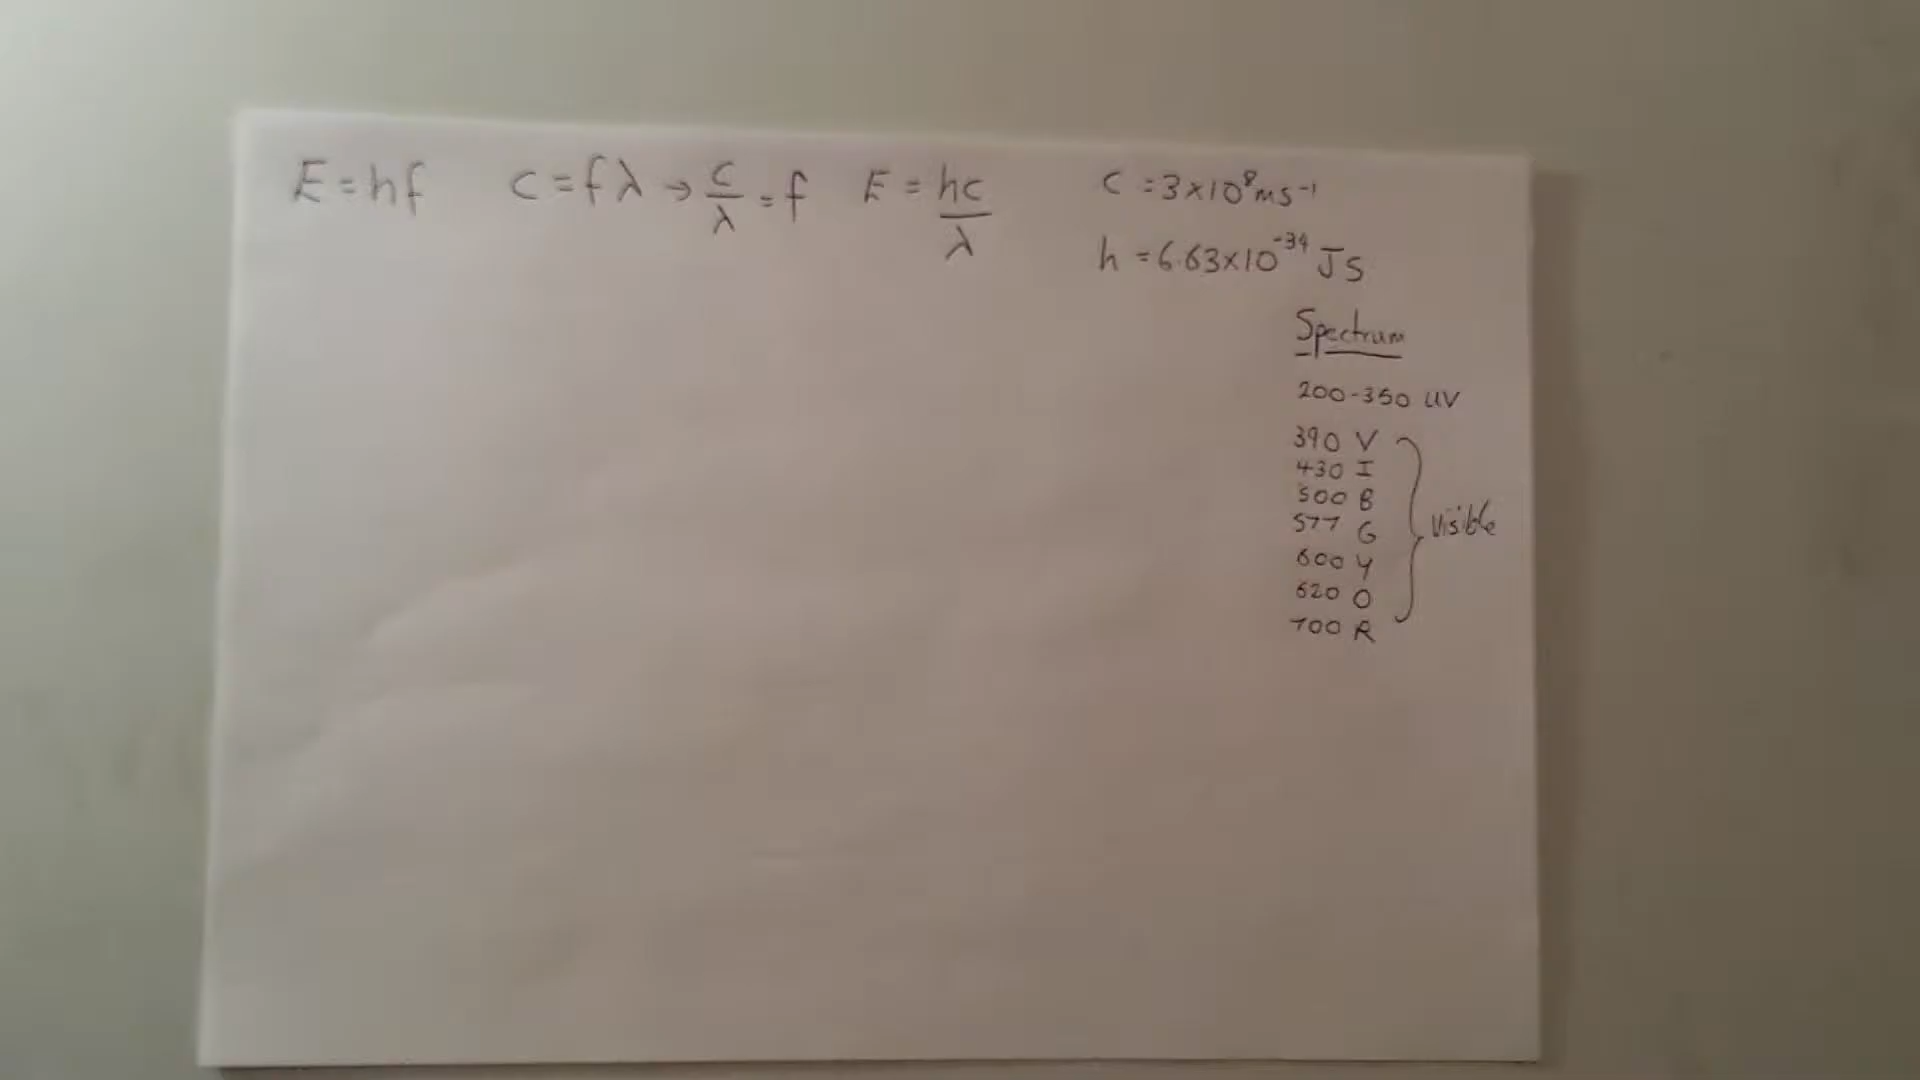 E = hf   c = fλ → c/λ = f   E = hc/λ   c = 3×10⁸ms⁻¹
h = 6.63×10⁻³⁴ Js
Spectrum
200-350 UV
390 V
430 I
500 B
577 G
600 Y
620 O
700 R
Visible